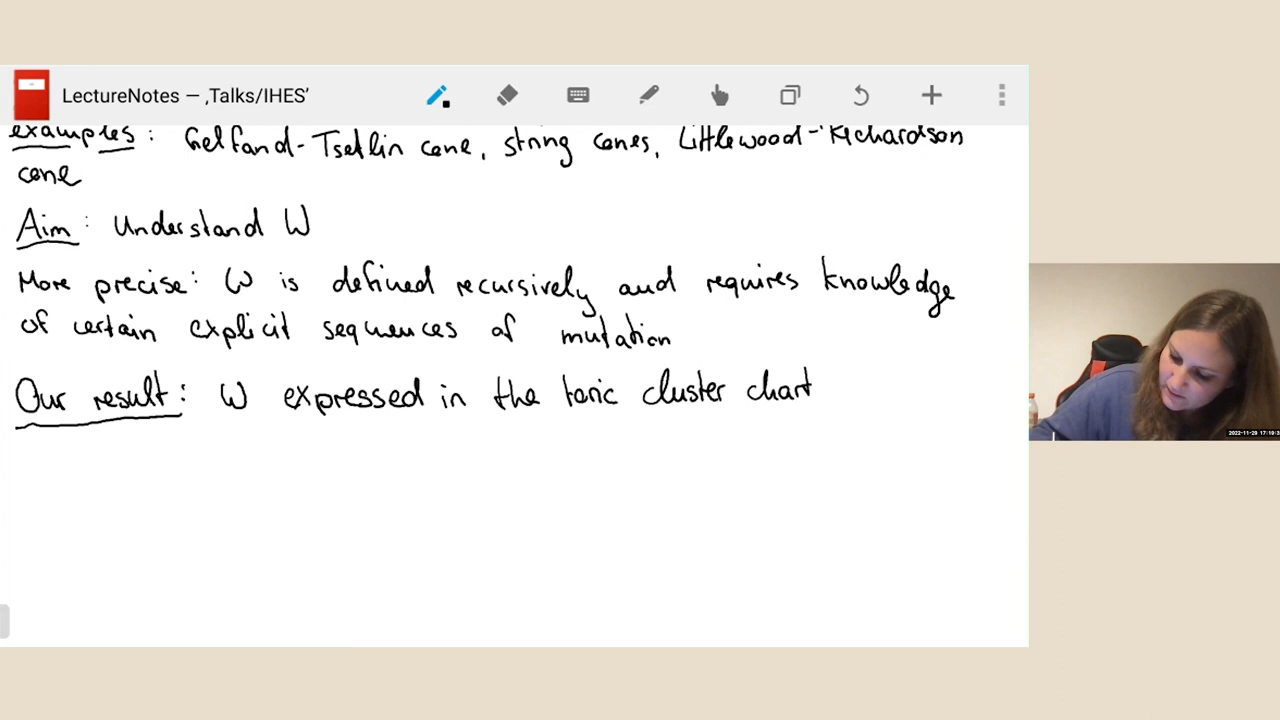 LectureNotes — ‚Talks/IHES’
examples: Gelfand-Tsetlin cone, string cones, Littlewood-Richardson
cone
Aim: Understand W
More precise: W is defined recursively and requires knowledge
of certain explicit sequences of mutation
Our result: W expressed in the toric cluster chart